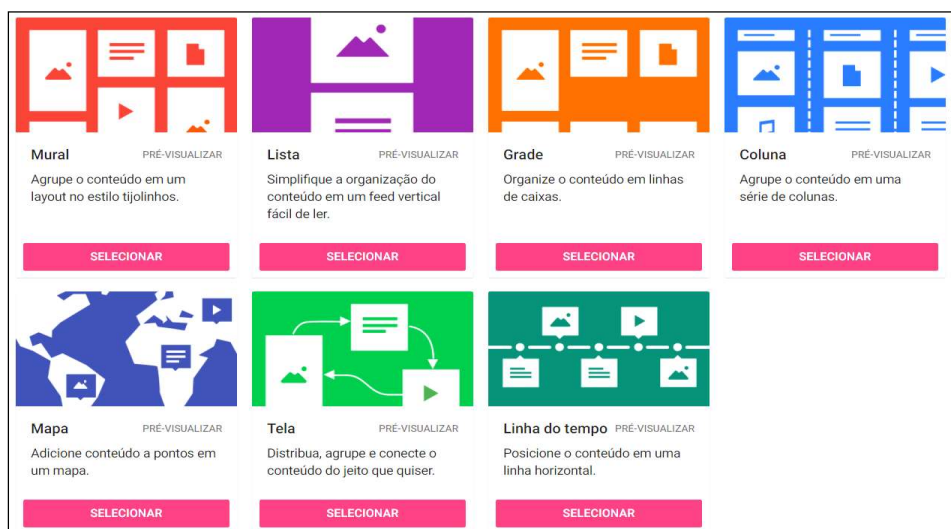 Mural PRÉ-VISUALIZAR
Agrupe o conteúdo em um
layout no estilo tijolinhos.
SELECIONAR
Lista PRÉ-VISUALIZAR
Simplifique a organização do
conteúdo em um feed vertical
fácil de ler.
SELECIONAR
Grade PRÉ-VISUALIZAR
Organize o conteúdo em linhas
de caixas.
SELECIONAR
Coluna PRÉ-VISUALIZAR
Agrupe o conteúdo em uma
série de colunas.
SELECIONAR
Mapa PRÉ-VISUALIZAR
Adicione conteúdo a pontos em
um mapa.
SELECIONAR
Tela PRÉ-VISUALIZAR
Distribua, agrupe e conecte o
conteúdo do jeito que quiser.
SELECIONAR
Linha do tempo PRÉ-VISUALIZAR
Posicione o conteúdo em uma
linha horizontal.
SELECIONAR